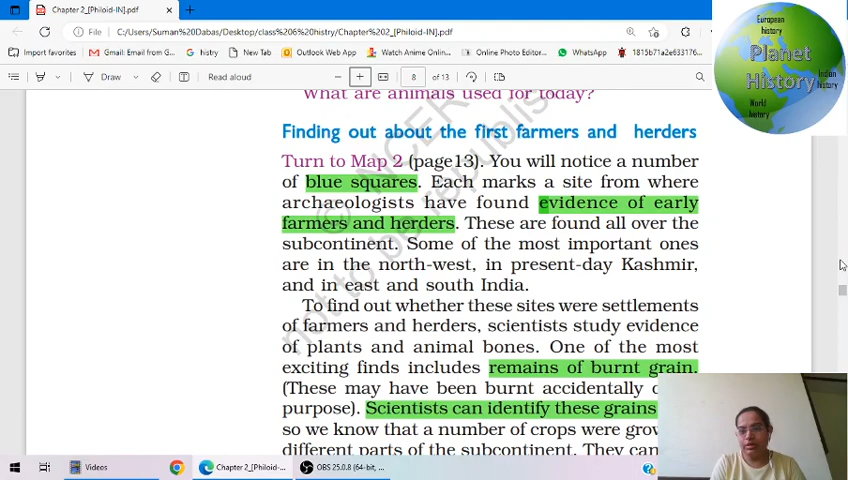 Chapter 2_[Philoid-IN].pdf
File
C:/Users/Suman%20Dabas/Desktop/class%206%20histry/Chapter%202_[Philoid-IN].pdf
Import favorites
Gmail: Email from G...
histry
New Tab
Outlook Web App
Watch Anime Online...
Online Photo Editor...
WhatsApp
1815b71a2e633176...
Draw
Read aloud
8
of 13
European
history
Planet
History
Indian
history
World
history
What are animals used for today?
Finding out about the first farmers and herders
Turn to Map 2 (page13). You will notice a number
of blue squares. Each marks a site from where
archaeologists have found evidence of early
farmers and herders. These are found all over the
subcontinent. Some of the most important ones
are in the north-west, in present-day Kashmir,
and in east and south India.
To find out whether these sites were settlements
of farmers and herders, scientists study evidence
of plants and animal bones. One of the most
exciting finds includes remains of burnt grain.
(These may have been burnt accidentally
purpose). Scientists can identify these grains
so we know that a number of crops were
different parts of the subcontinent. They
© NCERT
not to be republis
Videos
Chapter 2_[Philoid-...
OBS 25.0.8 (64-bit, ...